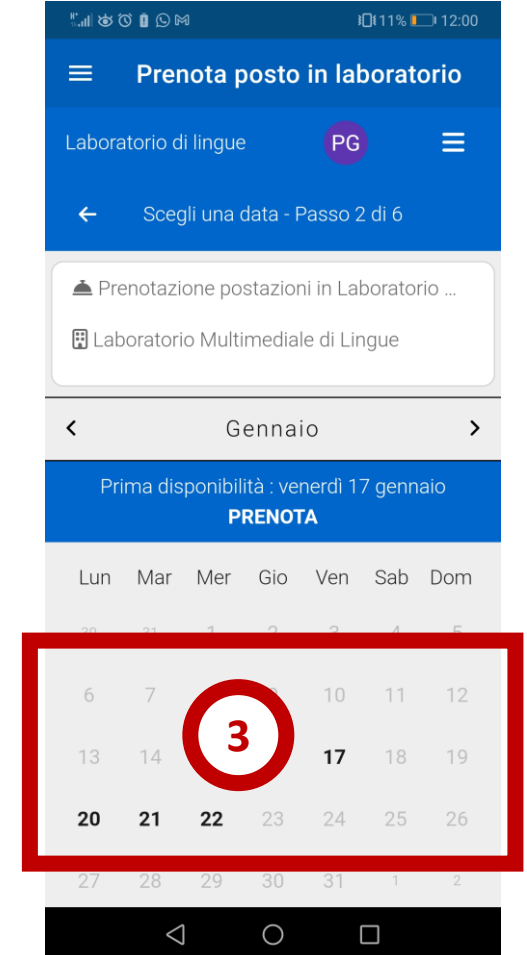 11% 12:00
Prenota posto in laboratorio
Laboratorio di lingue PG
Scegli una data - Passo 2 di 6
Prenotazione postazioni in Laboratorio ...
Laboratorio Multimediale di Lingue
Gennaio
Prima disponibilità : venerdì 17 gennaio
PRENOTA
Lun Mar Mer Gio Ven Sab Dom
30 31 1 2 3 4 5
6 7 10 11 12
3
13 14 17 18 19
20 21 22 23 24 25 26
27 28 29 30 31 1 2